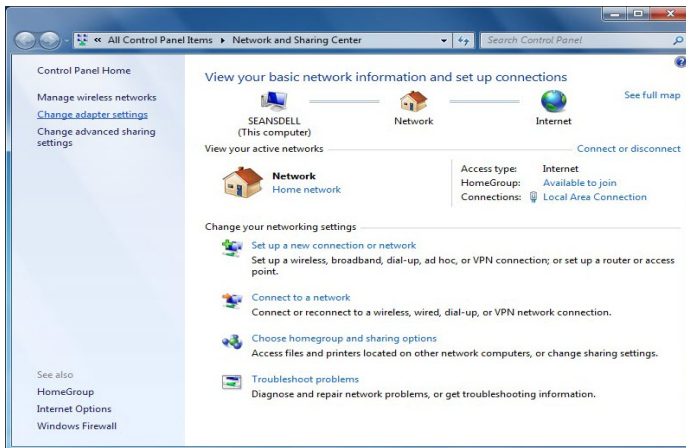 « All Control Panel Items ▸ Network and Sharing Center
Search Control Panel
Control Panel Home
Manage wireless networks
Change adapter settings
Change advanced sharing
settings
See also
HomeGroup
Internet Options
Windows Firewall
View your basic network information and set up connections
See full map
SEANSDELL
(This computer)
Network
Internet
View your active networks
Connect or disconnect
Network
Home network
Access type: Internet
HomeGroup: Available to join
Connections: Local Area Connection
Change your networking settings
Set up a new connection or network
Set up a wireless, broadband, dial-up, ad hoc, or VPN connection; or set up a router or access
point.
Connect to a network
Connect or reconnect to a wireless, wired, dial-up, or VPN network connection.
Choose homegroup and sharing options
Access files and printers located on other network computers, or change sharing settings.
Troubleshoot problems
Diagnose and repair network problems, or get troubleshooting information.